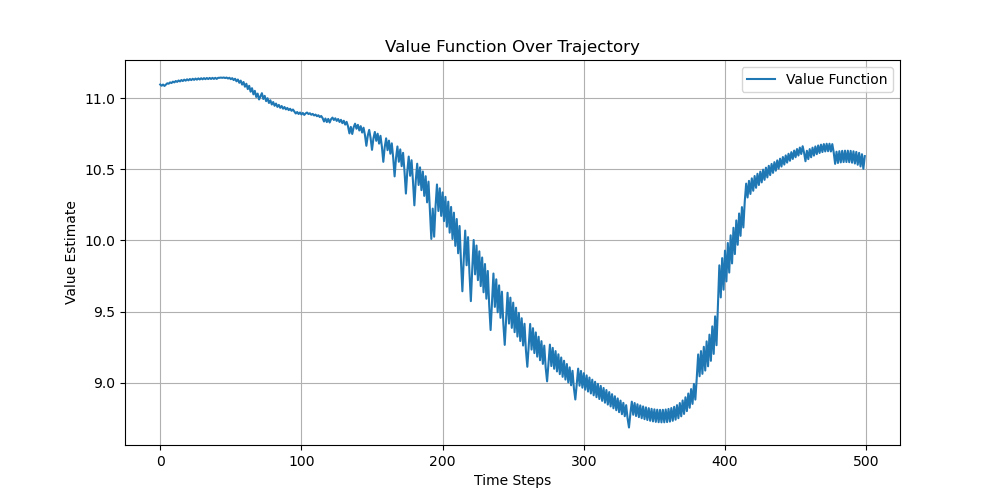 Value Function Over Trajectory
Value Function
11.0
10.5
10.0
9.5
9.0
Value Estimate
0 100 200 300 400 500
Time Steps